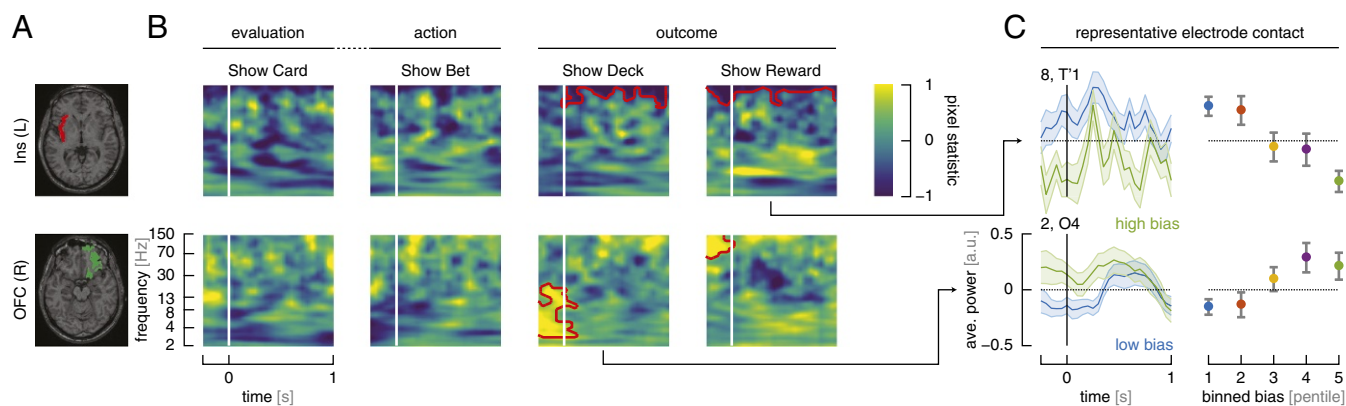 A
B
C
evaluation
action
outcome
representative electrode contact
Show Card
Show Bet
Show Deck
Show Reward
Ins (L)
1
0
−1
pixel statistic
8, T'1
high bias
OFC (R)
frequency [Hz]
150
70
30
13
8
4
2
0
1
time [s]
2, O4
low bias
ave. power [a.u.]
0.5
0
−0.5
0
1
time [s]
1 2 3 4 5
binned bias [pentile]